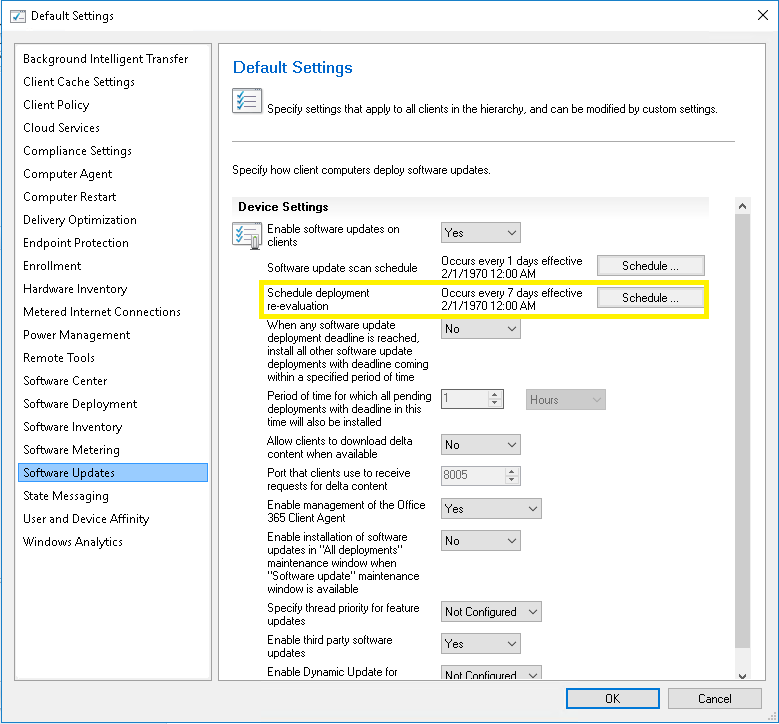 Default Settings
Background Intelligent Transfer
Client Cache Settings
Client Policy
Cloud Services
Compliance Settings
Computer Agent
Computer Restart
Delivery Optimization
Endpoint Protection
Enrollment
Hardware Inventory
Metered Internet Connections
Power Management
Remote Tools
Software Center
Software Deployment
Software Inventory
Software Metering
Software Updates
State Messaging
User and Device Affinity
Windows Analytics
Default Settings
Specify settings that apply to all clients in the hierarchy, and can be modified by custom settings.
Specify how client computers deploy software updates.
Device Settings
Enable software updates on
clients
Yes
Software update scan schedule
Occurs every 1 days effective
2/1/1970 12:00 AM
Schedule ...
Schedule deployment
re-evaluation
Occurs every 7 days effective
2/1/1970 12:00 AM
Schedule ...
When any software update
deployment deadline is reached,
install all other software update
deployments with deadline coming
within a specified period of time
No
Period of time for which all pending
deployments with deadline in this
time will also be installed
1
Hours
Allow clients to download delta
content when available
No
Port that clients use to receive
requests for delta content
8005
Enable management of the Office
365 Client Agent
Yes
Enable installation of software
updates in "All deployments"
maintenance window when
"Software update" maintenance
window is available
No
Specify thread priority for feature
updates
Not Configured
Enable third party software
updates
Yes
Enable Dynamic Update for
Not Configured
OK
Cancel